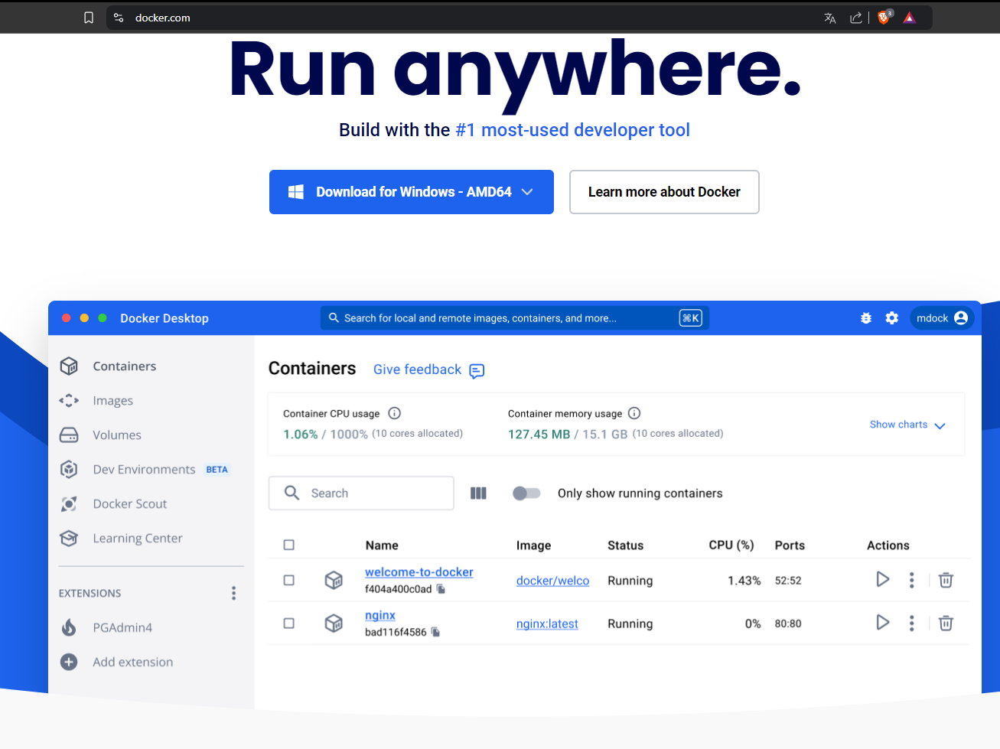 docker.com
3
Run anywhere.
Build with the #1 most-used developer tool
Download for Windows - AMD64
Learn more about Docker
Docker Desktop
Search for local and remote images, containers, and more...
⌘K
mdock
Containers
Images
Volumes
Dev Environments BETA
Docker Scout
Learning Center
EXTENSIONS
PGAdmin4
Add extension
Containers Give feedback
Container CPU usage
1.06% / 1000% (10 cores allocated)
Container memory usage
127.45 MB / 15.1 GB (10 cores allocated)
Show charts
Search
Only show running containers
Name Image Status CPU (%) Ports Actions
welcome-to-docker
f404a400c0ad
docker/welco Running 1.43% 52:52
nginx
bad116f4586
nginx:latest Running 0% 80:80